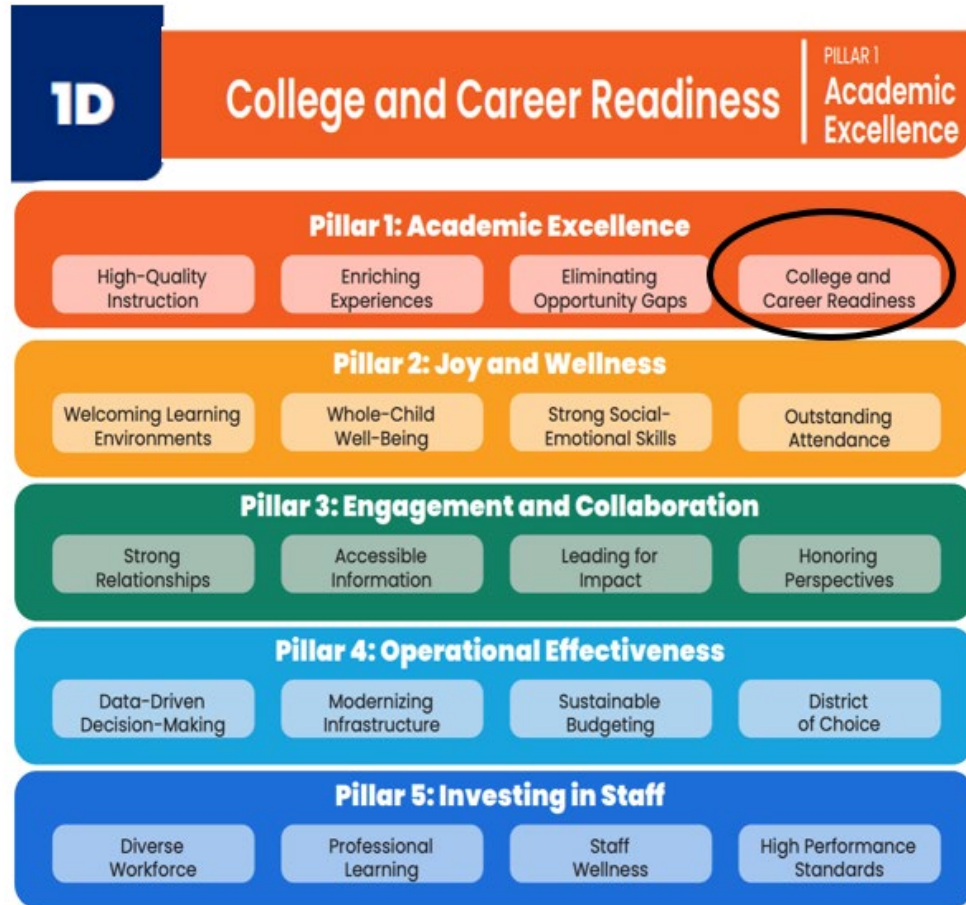 1D
College and Career Readiness
PILLAR 1
Academic
Excellence
Pillar 1: Academic Excellence
High-Quality
Instruction
Enriching
Experiences
Eliminating
Opportunity Gaps
College and
Career Readiness
Pillar 2: Joy and Wellness
Welcoming Learning
Environments
Whole-Child
Well-Being
Strong Social-
Emotional Skills
Outstanding
Attendance
Pillar 3: Engagement and Collaboration
Strong
Relationships
Accessible
Information
Leading for
Impact
Honoring
Perspectives
Pillar 4: Operational Effectiveness
Data-Driven
Decision-Making
Modernizing
Infrastructure
Sustainable
Budgeting
District
of Choice
Pillar 5: Investing in Staff
Diverse
Workforce
Professional
Learning
Staff
Wellness
High Performance
Standards